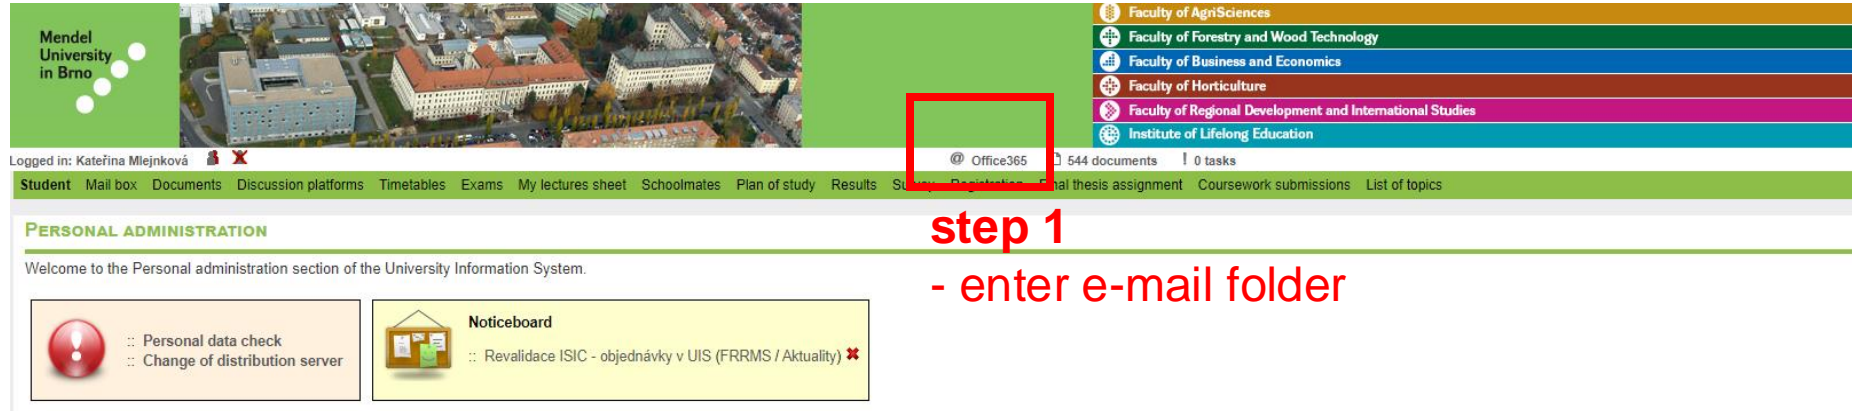 Mendel
University
in Brno
Faculty of AgriSciences
Faculty of Forestry and Wood Technology
Faculty of Business and Economics
Faculty of Horticulture
Faculty of Regional Development and International Studies
Institute of Lifelong Education
Logged in: Kateřina Mlejnková @ Office365 544 documents ! 0 tasks
Student Mail box Documents Discussion platforms Timetables Exams My lectures sheet Schoolmates Plan of study Results Survey Registration Final thesis assignment Coursework submissions List of topics
PERSONAL ADMINISTRATION
step 1
Welcome to the Personal administration section of the University Information System.
- enter e-mail folder
:: Personal data check
:: Change of distribution server
Noticeboard
:: Revalidace ISIC - objednávky v UIS (FRRMS / Aktuality)